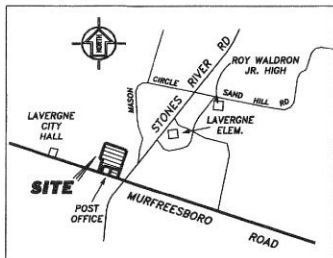 NORTH
ROY WALDRON
JR. HIGH
STONES RIVER RD
CIRCLE
SAND HILL RD
MASON
LAVERGNE
ELEM.
LAVERGNE
CITY
HALL
SITE
POST
OFFICE
MURFREESBORO ROAD